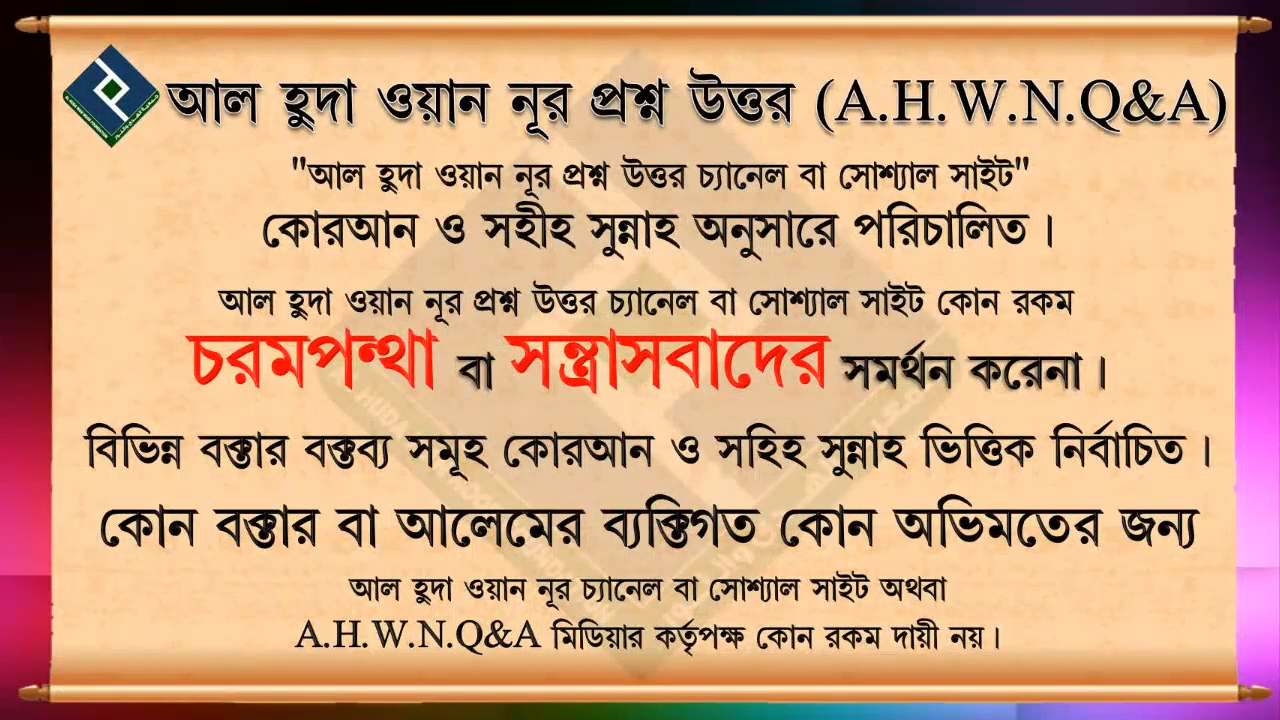 আল হুদা ওয়ান নূর প্রশ্ন উত্তর (A.H.W.N.Q&A)
"আল হুদা ওয়ান নূর প্রশ্ন উত্তর চ্যানেল বা সোশ্যাল সাইট"
কোরআন ও সহীহ সুন্নাহ অনুসারে পরিচালিত।
আল হুদা ওয়ান নূর প্রশ্ন উত্তর চ্যানেল বা সোশ্যাল সাইট কোন রকম
চরমপন্থা বা সন্ত্রাসবাদের সমর্থন করেনা।
বিভিন্ন বক্তার বক্তব্য সমূহ কোরআন ও সহিহ সুন্নাহ ভিত্তিক নির্বাচিত।
কোন বক্তার বা আলেমের ব্যক্তিগত কোন অভিমতের জন্য
আল হুদা ওয়ান নূর চ্যানেল বা সোশ্যাল সাইট অথবা
A.H.W.N.Q&A মিডিয়ার কর্তৃপক্ষ কোন রকম দায়ী নয়।